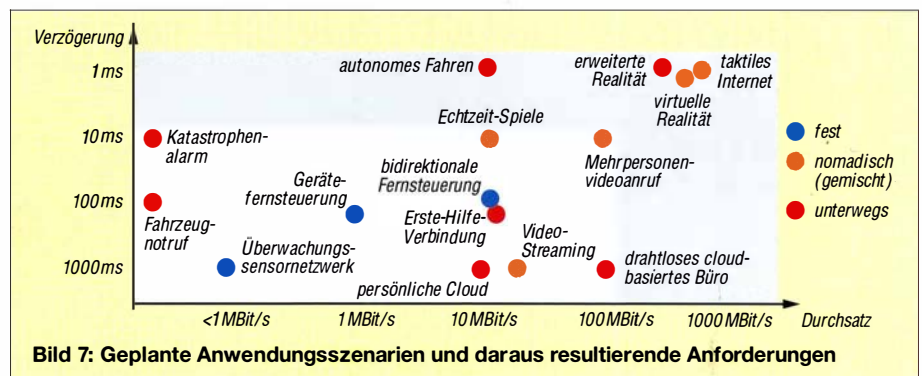 Verzögerung
1 ms
10 ms
100 ms
1000 ms
autonomes Fahren
erweiterte
Realität
taktiles
Internet
virtuelle
Realität
Katastrophen-
alarm
Echtzeit-Spiele
Mehrpersonen-
videoanruf
Geräte-
fernsteuerung
bidirektionale
Fernsteuerung
Fahrzeug-
notruf
Erste-Hilfe-
Verbindung
Überwachungs-
sensornetzwerk
Video-
Streaming
persönliche Cloud
drahtloses cloud-
basiertes Büro
fest
nomadisch
(gemischt)
unterwegs
<1 MBit/s
1 MBit/s
10 MBit/s
100 MBit/s
1000 MBit/s
Durchsatz
Bild 7: Geplante Anwendungsszenarien und daraus resultierende Anforderungen